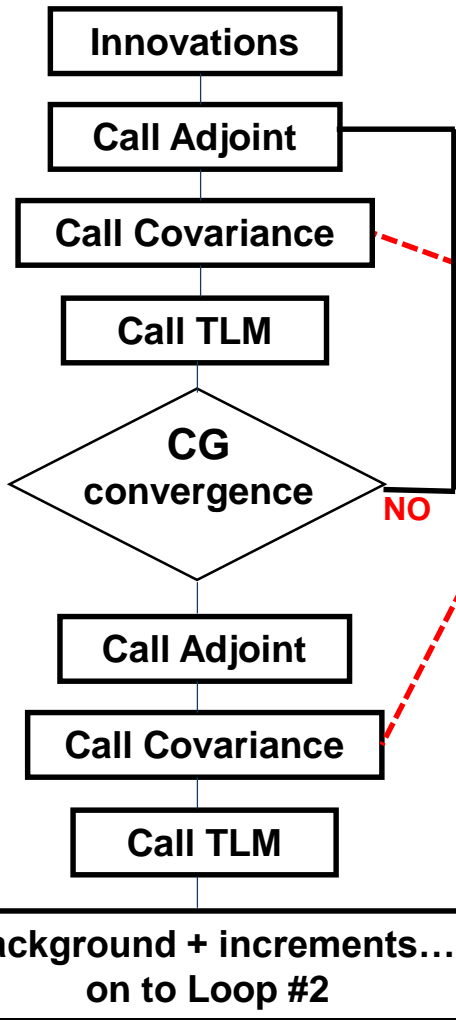 Innovations
Call Adjoint
Call Covariance
Call TLM
CG
convergence
NO
Call Adjoint
Call Covariance
Call TLM
ackground + increments....
on to Loop #2